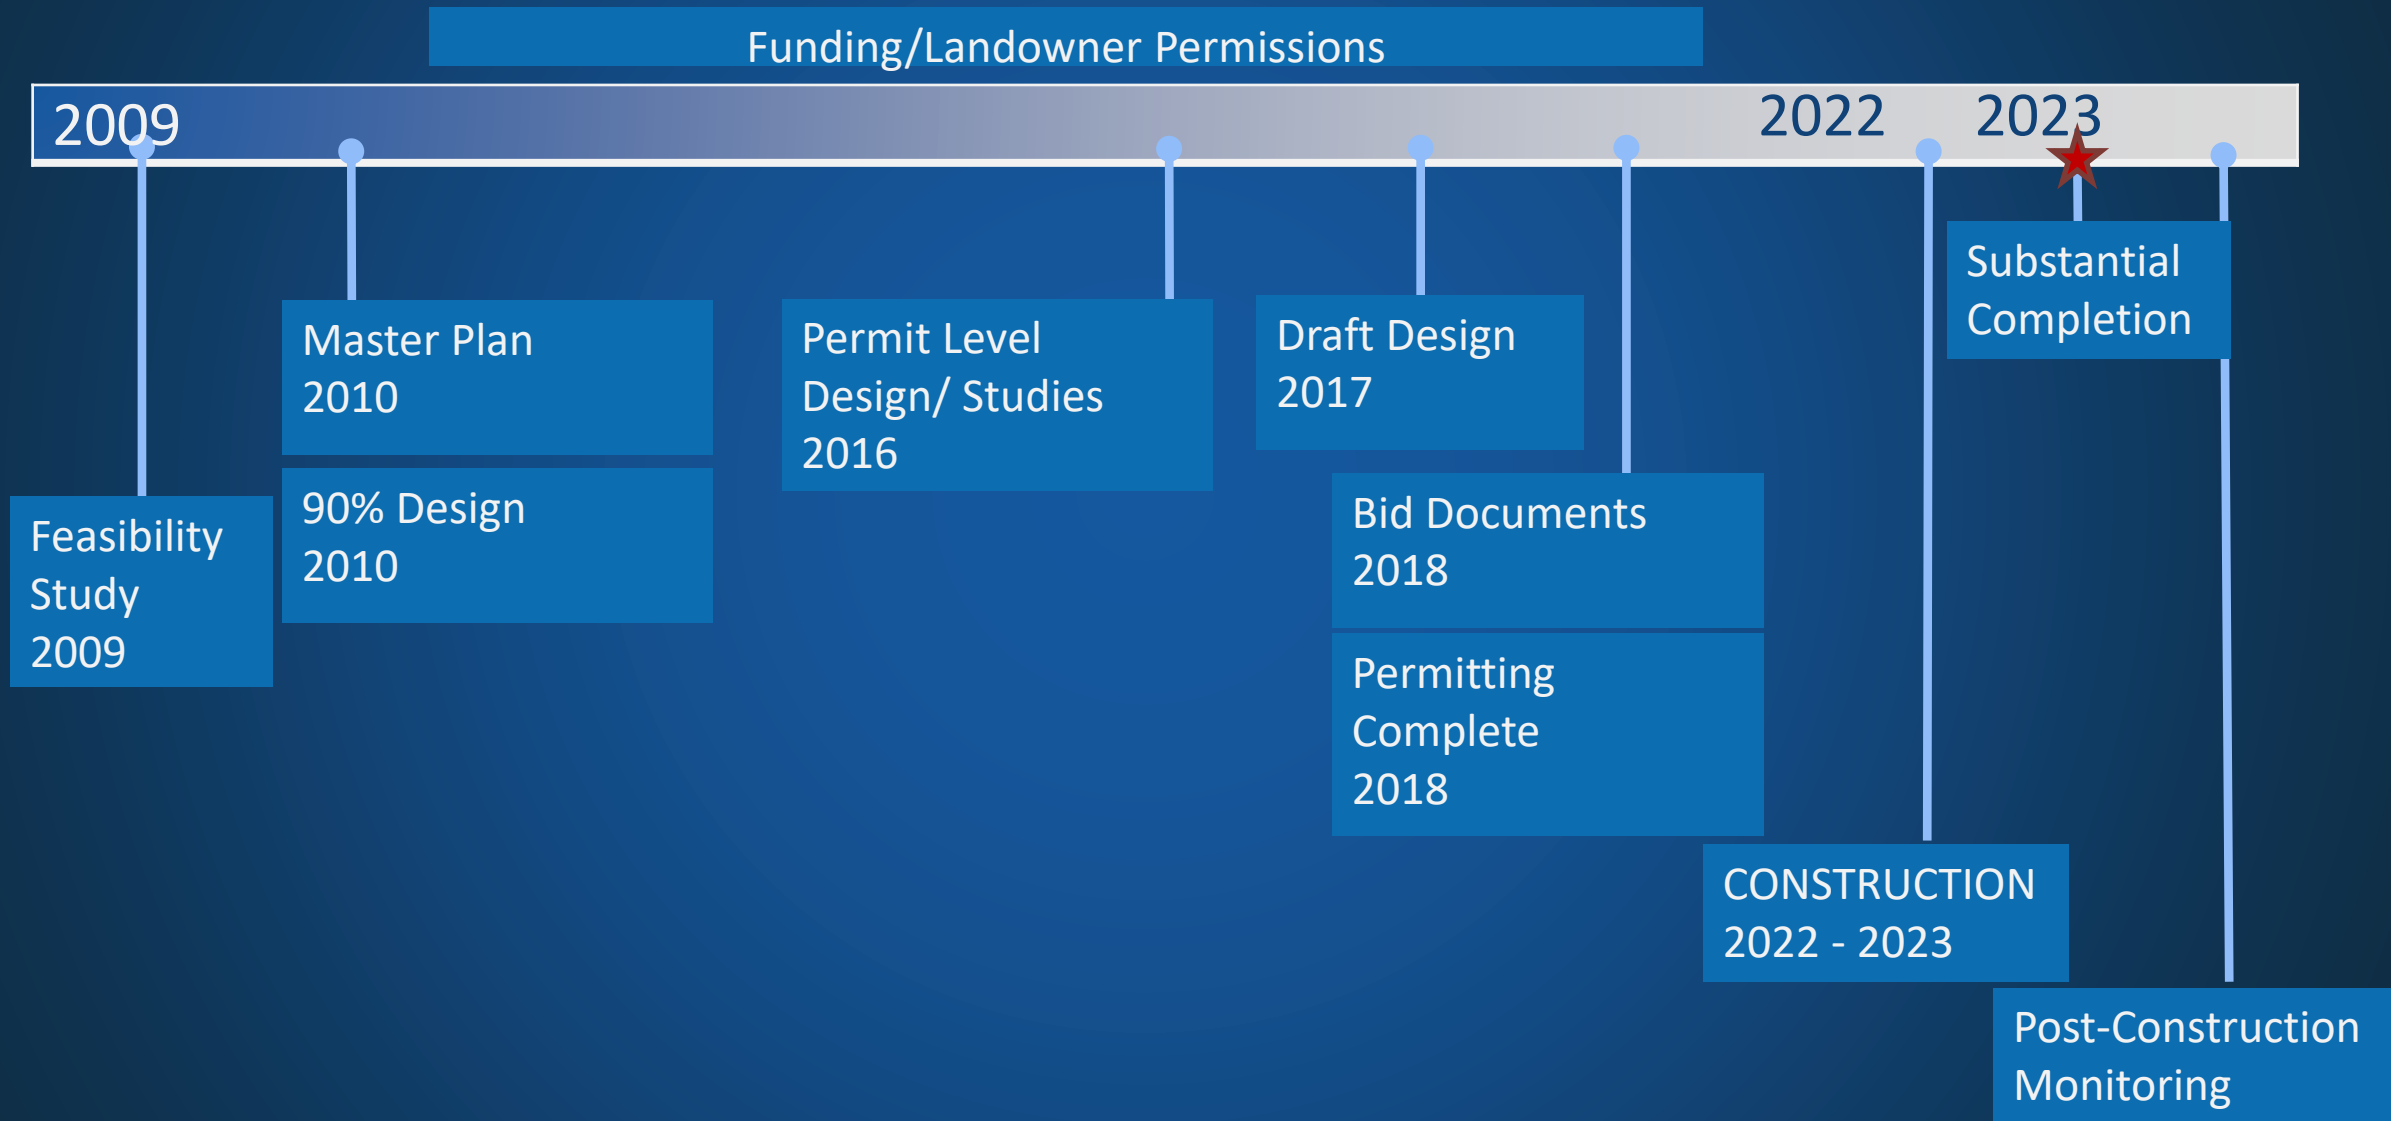 Funding/Landowner Permissions
2009
2022
2023
Substantial
Completion
Master Plan
2010
Permit Level
Design/ Studies
2016
Draft Design
2017
90% Design
2010
Feasibility
Study
2009
Bid Documents
2018
Permitting
Complete
2018
CONSTRUCTION
2022 - 2023
Post-Construction
Monitoring